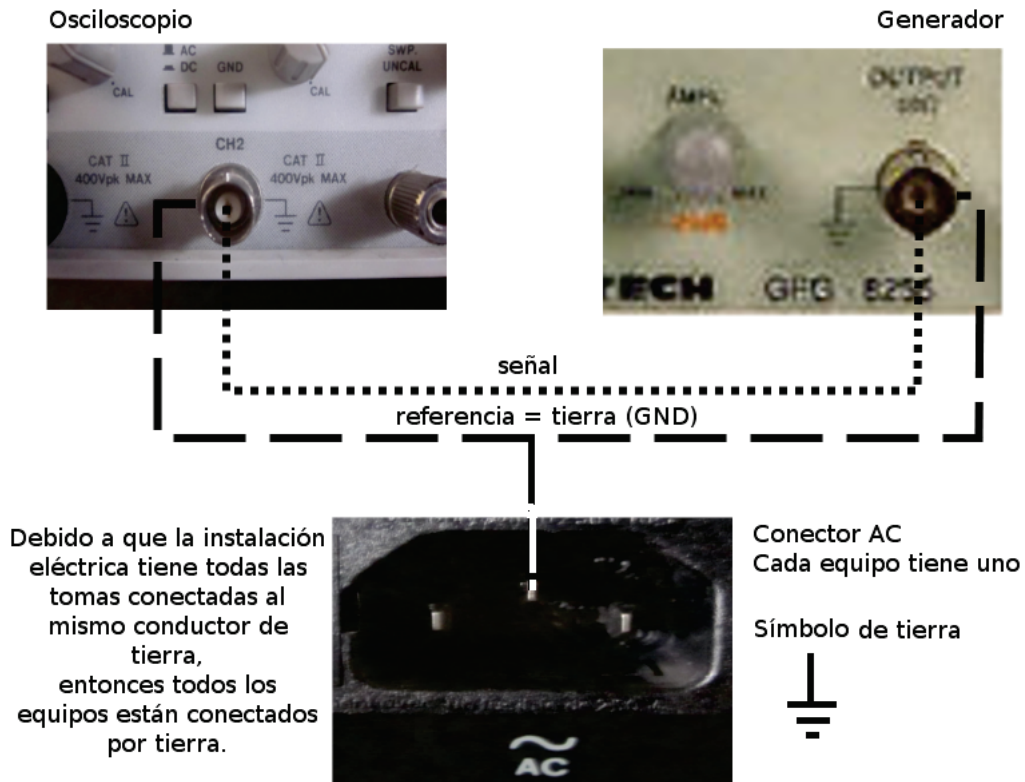 Osciloscopio
Generador
AC
DC
GND
SWP.
UNCAL
CAL
CAL
CH2
CAT II
400Vpk MAX
CAT II
400Vpk MAX
AMPL
OUTPUT
50Ω
MAX
TECH
señal
referencia = tierra (GND)
Debido a que la instalación
eléctrica tiene todas las
tomas conectadas al
mismo conductor de
tierra,
entonces todos los
equipos están conectados
por tierra.
Conector AC
Cada equipo tiene uno
Símbolo de tierra
AC